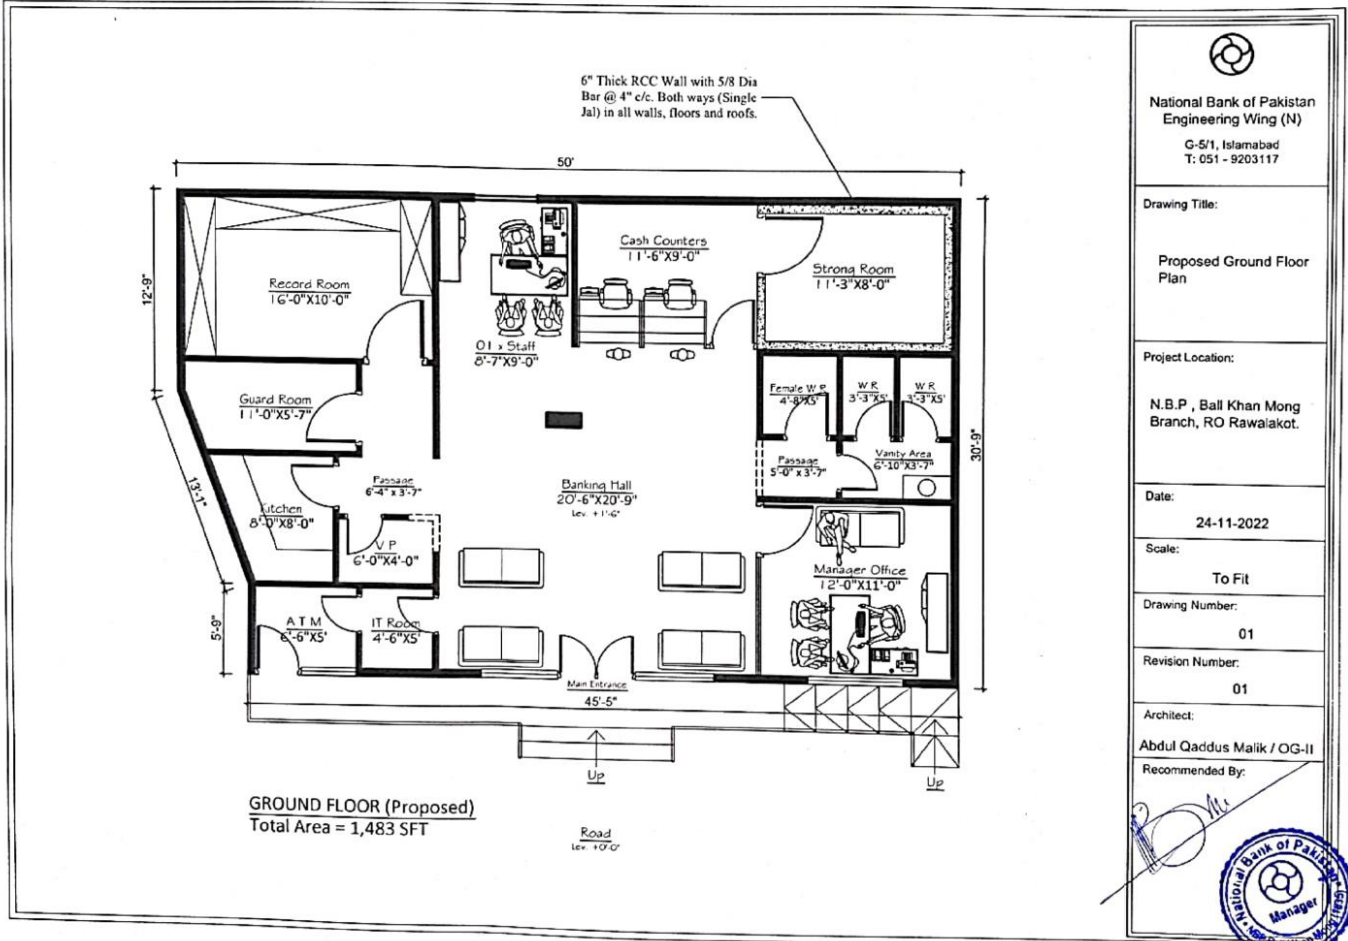 6" Thick RCC Wall with 5/8 Dia
Bar @ 4" c/c. Both ways (Single
Jal) in all walls, floors and roofs.
50'
12'-9"
13'-1"
5'-9"
30'-9"
Record Room
16'-0"X10'-0"
01 x Staff
8'-7"X9'-0"
Cash Counters
11'-6"X9'-0"
Strong Room
11'-3"X8'-0"
Guard Room
11'-0"X5'-7"
Female W R
4'-8"X5'
W R
3'-3"X5'
W R
3'-3"X5'
Passage
6'-4" x 3'-7"
Banking Hall
20'-6"X20'-9"
Lev. +1'-6"
Passage
5'-0" x 3'-7"
Vanity Area
6'-10"X3'-7"
Kitchen
8'-0"X8'-0"
V P
6'-0"X4'-0"
Manager Office
12'-0"X11'-0"
A T M
6'-6"X5'
IT Room
4'-6"X5'
Main Entrance
45'-5"
Up
Up
GROUND FLOOR (Proposed)
Total Area = 1,483 SFT
Road
Lev. +0'-0"
National Bank of Pakistan
Engineering Wing (N)
G-5/1, Islamabad
T: 051 - 9203117
Drawing Title:
Proposed Ground Floor
Plan
Project Location:
N.B.P , Ball Khan Mong
Branch, RO Rawalakot.
Date:
24-11-2022
Scale:
To Fit
Drawing Number:
01
Revision Number:
01
Architect:
Abdul Qaddus Malik / OG-II
Recommended By:
National Bank of Pakistan
Manager